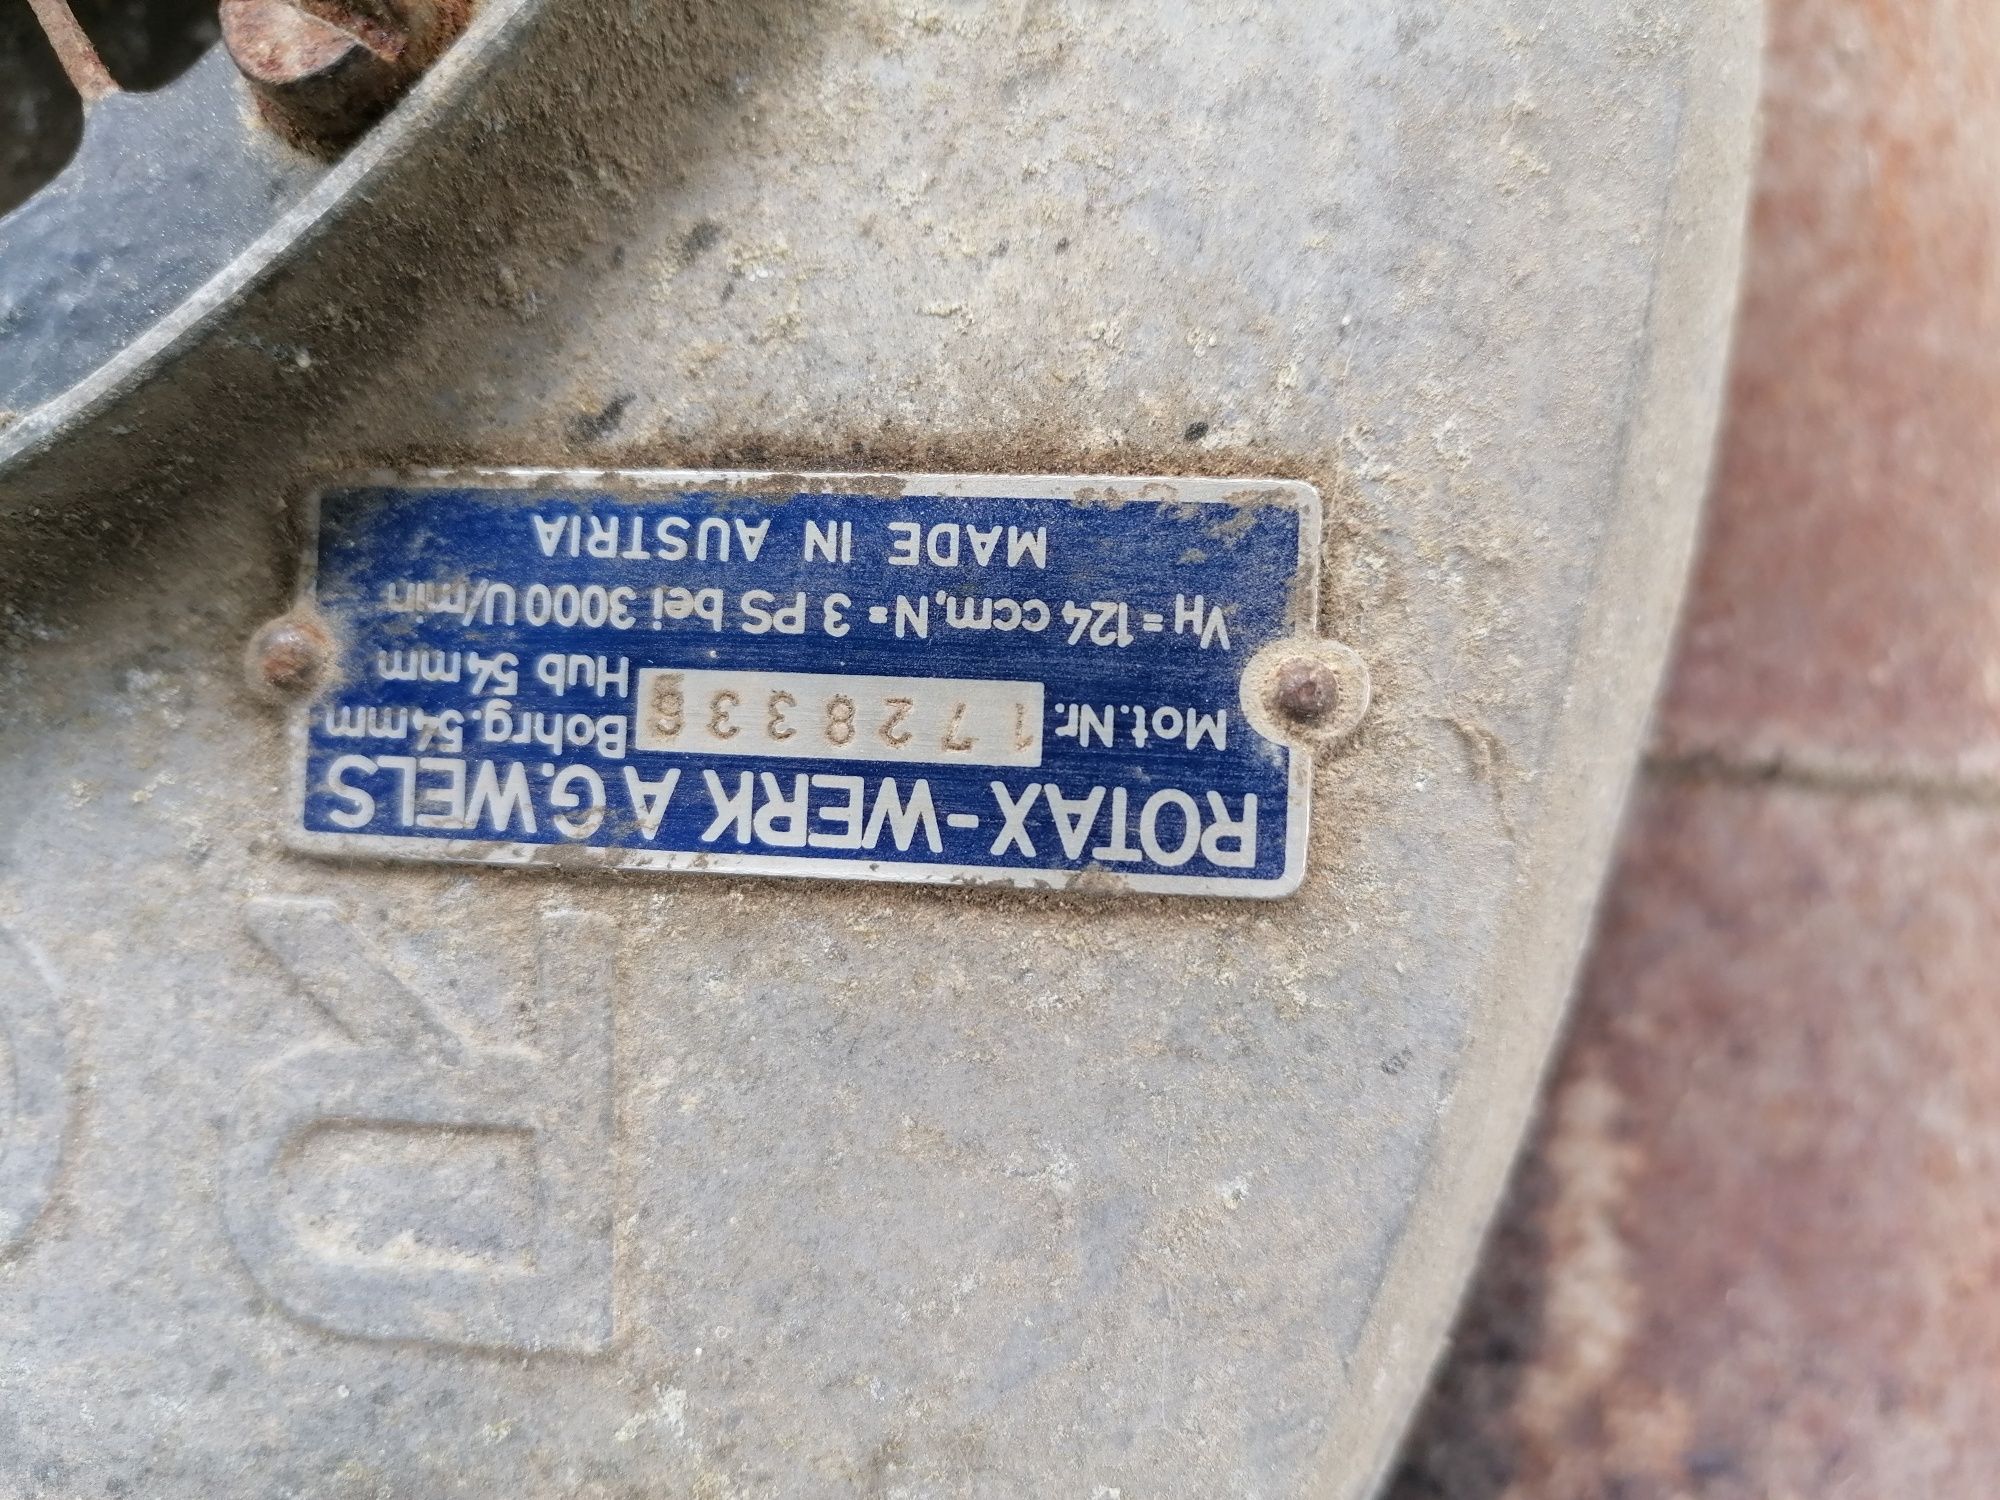 R
ROTAX-WERK A.G.WELS
Mot.Nr. 1728336 Bohrg. 54mm
Hub 54mm
VH=124 ccm, N=3 PS bei 3000 U/min
MADE IN AUSTRIA